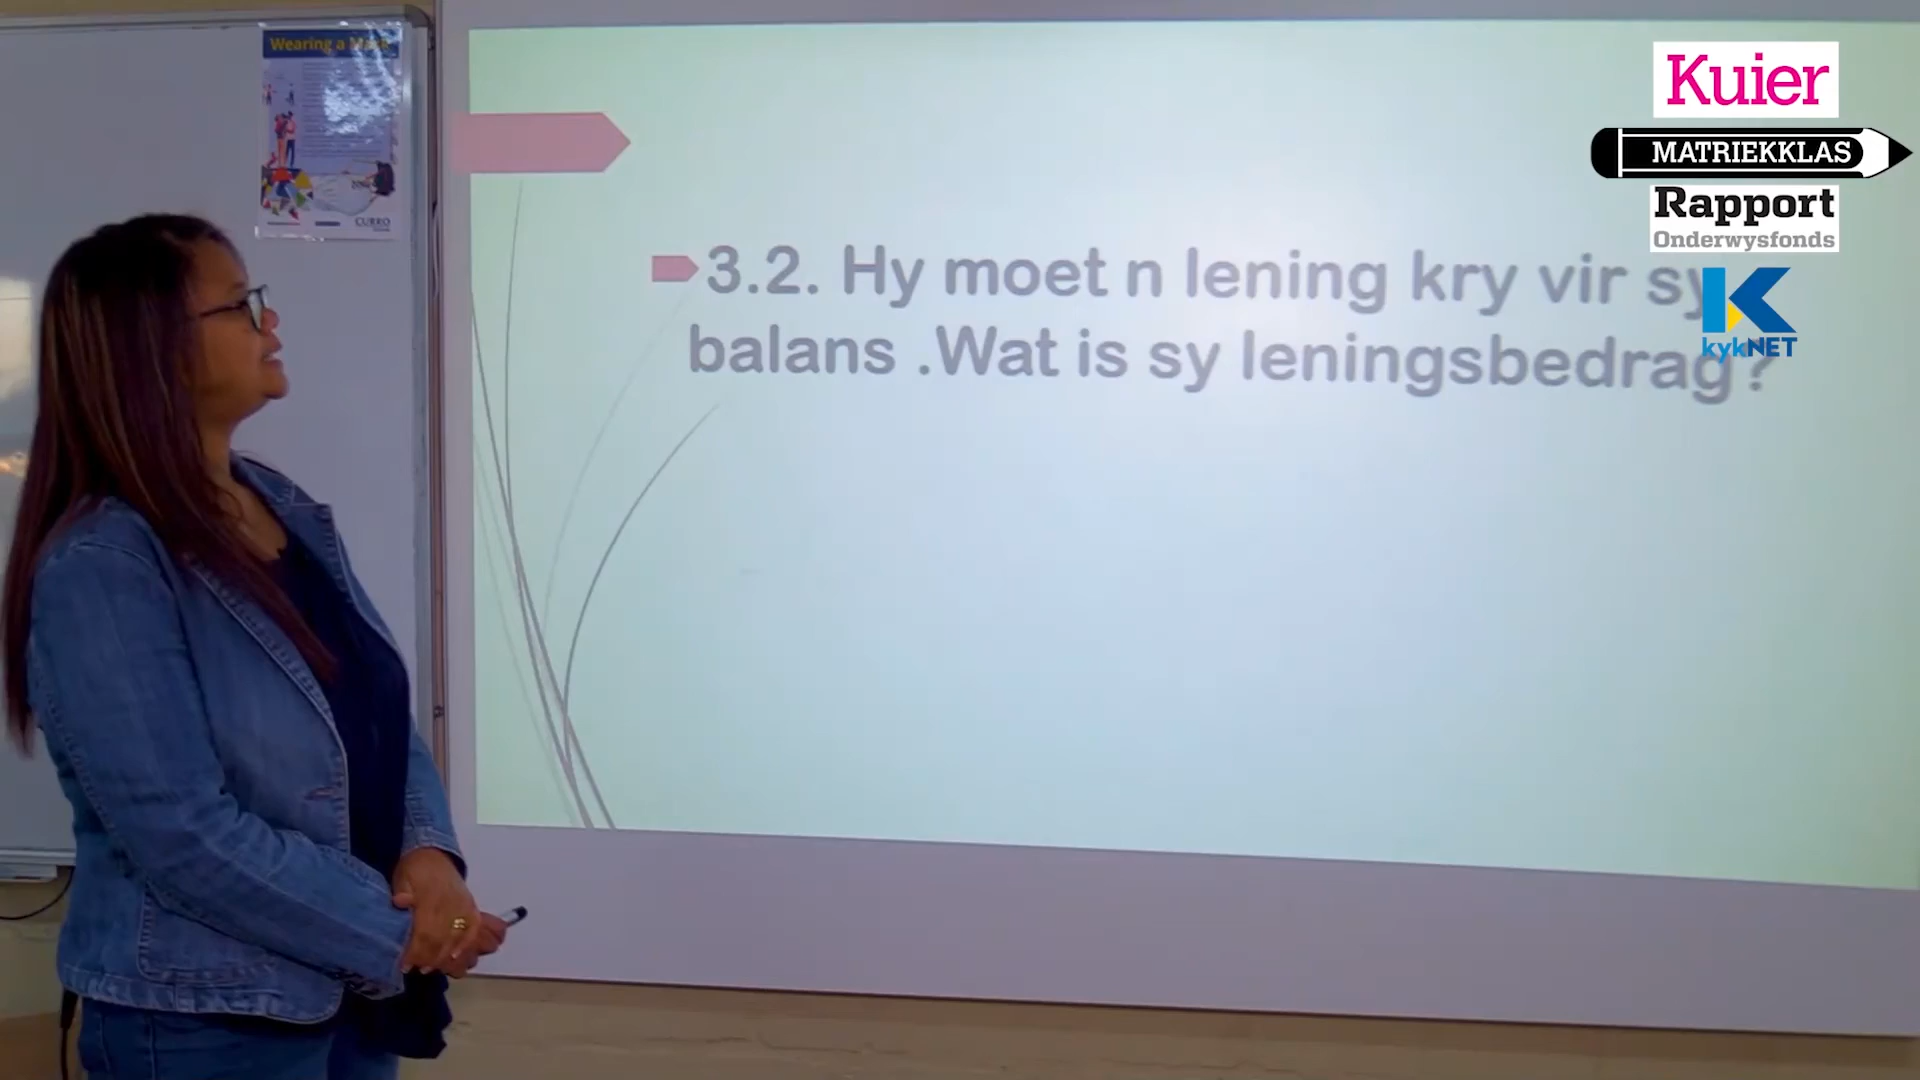 Wearing a Mask
CURRO
Kuier
MATRIEKKLAS
Rapport
Onderwysfonds
kykNET
3.2. Hy moet n lening kry vir sy
balans .Wat is sy leningsbedrag?